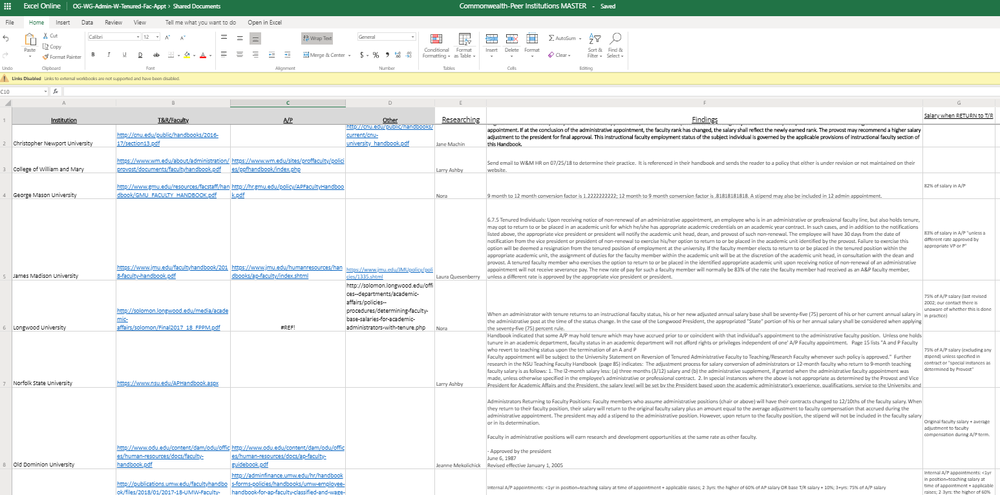 Excel Online
OG-WG-Admin-W-Tenured-Fac-Appt › Shared Documents
Commonwealth-Peer Institutions MASTER - Saved
File Home Insert Data Review View Tell me what you want to do Open in Excel
Cut
Copy
Format Painter
Paste
Calibri 12
B I U D ab A
Wrap Text
Merge & Center
General
$ % 9
Conditional Formatting
Format as Table
Insert
Delete
Format
AutoSum
Clear
Sort & Filter
Find & Select
Undo Clipboard Font Alignment Number Tables Cells Editing
Links Disabled Links to external workbooks are not supported and have been disabled.
C10 fx
A B C D E F G
1 Institution T&R/Faculty A/P Other Researching Findings Salary when RETURN to T/R
2 Christopher Newport University
http://cnu.edu/public/handbooks/2016-
17/section13.pdf
http://cnu.edu/public/handbooks/
current/cnu-
university_handbook.pdf
Jane Machin
appointment. If at the conclusion of the administrative appointment, the faculty rank has changed, the salary shall reflect the newly earned rank. The provost may recommend a higher salary
adjustment to the president for final approval. This instructional faculty employment status of the subject individual is governed by the applicable provisions of instructional faculty section of
this Handbook.
3 College of William and Mary
https://www.wm.edu/about/administration/
provost/documents/facultyhandbook.pdf
https://www.wm.edu/sites/proffaculty/polici
es/ppfhandbook/index.php
Larry Ashby
Send email to W&M HR on 07/25/18 to determine their practice. It is referenced in their handbook and sends the reader to a policy that either is under revision or not maintained on their
website.
4 George Mason University
http://www.gmu.edu/resources/facstaff/han
dbook/GMU_FACULTY_HANDBOOK.pdf
http://hr.gmu.edu/policy/APFacultyHandboo
k.pdf
Nora
9 month to 12 month conversion factor is 1.2222222222; 12 month to 9 month conversion factor is .81818181818. A stipend may also be included in 12 admin appointment.
82% of salary in A/P
5 James Madison University
https://www.jmu.edu/facultyhandbook/201
8-faculty-handbook.pdf
https://www.jmu.edu/humanresources/han
dbooks/ap-faculty/index.shtml
https://www.jmu.edu/JMUpolicy/poli
cies/1335.shtml
Laura Quesenberry
6.7.5 Tenured Individuals: Upon receiving notice of non-renewal of an administrative appointment, an employee who is in an administrative or professional faculty line, but also holds tenure,
may opt to return to or be placed in an academic unit for which he/she has appropriate academic credentials on an academic year contract. In such cases, and in addition to the notifications
listed above, the appropriate vice president or president will notify the academic unit head, dean, and provost of such non-renewal. The employee will have 30 days from the date of
notification from the vice president or president of non-renewal to exercise his/her option to return to or be placed in the academic unit identified by the provost. Failure to exercise this
option will be deemed a resignation from the tenured position of employment at the university. If the faculty member elects to return to or be placed in the tenured position within the
appropriate academic unit, the assignment of duties for the faculty member within the academic unit will be at the discretion of the academic unit head, in consultation with the dean and
provost. A tenured faculty member who exercises the option to return to or be placed in the identified appropriate academic unit upon receiving notice of non-renewal of an administrative
appointment will not receive severance pay. The new rate of pay for such a faculty member will normally be 83% of the rate the faculty member had received as an A&P faculty member,
unless a different rate is approved by the appropriate vice president or president.
83% of salary in A/P "unless a
different rate approved by
appropriate VP or P"
6 Longwood University
http://solomon.longwood.edu/media/acade
mic-
affairs/solomon/Final2017_18_FPPM.pdf
#REF!
http://solomon.longwood.edu/offi
ces--departments/academic-
affairs/policies--
procedures/determining-faculty-
base-salaries-for-academic-
administrators-with-tenure.php
Nora
When an administrator with tenure returns to an instructional faculty status, his or her new adjusted annual salary base shall be seventy-five (75) percent of his or her current annual salary in
the administrative post at the time of the status change. In the case of the Longwood President, the appropriated "State" portion of his or her annual salary shall be considered when applying
the seventy-five (75) percent rule.
75% of A/P salary (last revised
2002; our contact there is
unaware of whether this is done
in practice)
7 Norfolk State University
https://www.nsu.edu/APHandbook.aspx
Larry Ashby
Handbook indicated that some A/P may hold tenure which may have accrued prior to or coincident with that individual's appointment to the administrative faculty position. Unless one holds
tunure in an academic department, faculty status in an academic department will not afford rights or privileges independent of one' A/P Faculty appointment. Page 15 lists "A and P Faculty
who revert to teaching status upon the termination of an A and P
Faculty appointment will be subject to the University Statement on Reversion of Tenured Administrative Faculty to Teaching/Research Faculty whenever such policy is approved." Further
research in the NSU Teaching Faculty Handbook (page 85) indicates: The adjustment process for salary conversion of administrators or 12-month faculty who return to 9-month teaching
faculty salary is as follows: 1. The l2-month salary less: (a) three months (3/12) salary and (b) the administrative supplement, if granted when the administrative faculty appointment was
made, unless otherwise specified in the employee's administrative or professional contract. 2. In special instances where the above is not appropriate as determined by the Provost and Vice
President for Academic Affairs and the President, the salary level will be set by the President based upon the academic administrator's experience, qualifications, service to the University, and
75% of A/P salary (excluding any
stipend) unless specified in
contract or "special instances as
determined by Provost"
8 Old Dominion University
http://www.odu.edu/content/dam/odu/offic
es/human-resources/docs/faculty-
handbook.pdf
http://www.odu.edu/content/dam/odu/offic
es/human-resources/docs/ap-faculty-
guidebook.pdf
Jeanne Mekolichick
Administrators Returning to Faculty Positions: Faculty members who assume administrative positions (chair or above) will have their contracts changed to 12/10ths of the faculty salary. When
they return to their faculty position, their salary will return to the original faculty salary plus an amount equal to the average adjustment to faculty compensation that accrued during the
administrative appointment. The president may add a stipend to the administrative position. However, upon return to the faculty position, the stipend will not be included in the faculty salary
or in its determination.
Faculty in administrative positions will earn research and development opportunities at the same rate as other faculty.
- Approved by the president
June 6, 1987
Revised effective January 1, 2005
Original faculty salary + average
adjustment to faculty
compensation during A/P term.
http://publications.umw.edu/facultyhandbo
ok/files/2018/01/2017-18-UMW-Faculty-
http://adminfinance.umw.edu/hr/handbook
s-forms-policies/handbooks/umw-employee-
handbook-for-ap-faculty-classified-and-wage-
Internal A/P appointments: <1yr in position=teaching salary at time of appointment + applicable raises; 2-3yrs: the higher of 60% of AP salary OR base T/R salary + 10%; 3+yrs: 75% of A/P salary
Internal A/P appointments: <1yr
in position=teaching salary at
time of appointment + applicable
raises; 2-3yrs: the higher of 60%